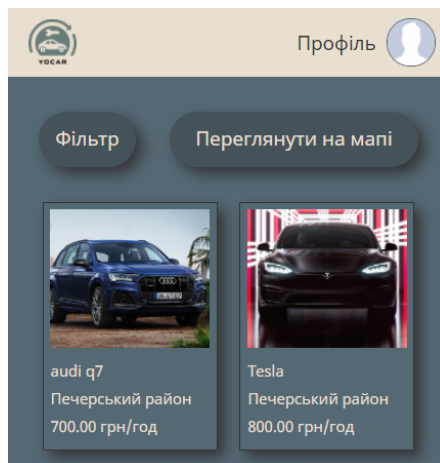 YOCAR
Профіль
Фільтр
Переглянути на мапі
audi q7
Печерський район
700.00 грн/год
Tesla
Печерський район
800.00 грн/год